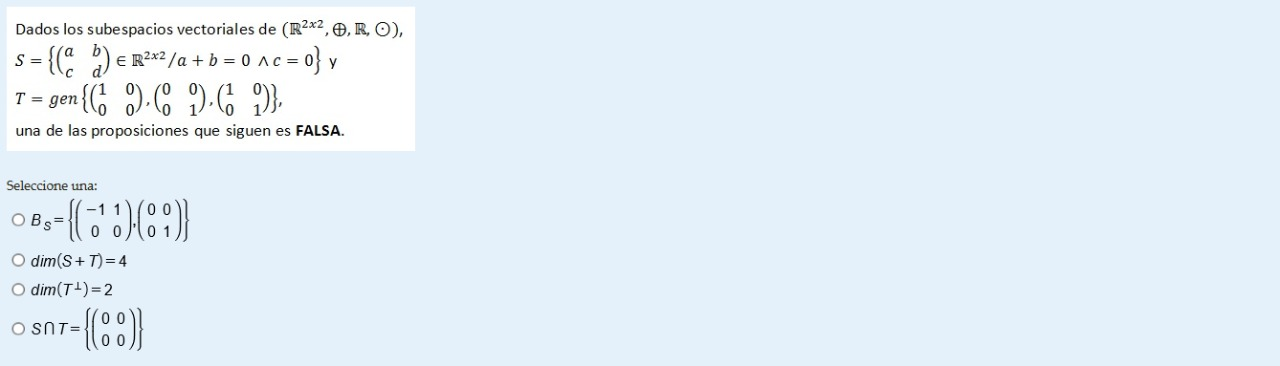 Dados los subespacios vectoriales de (ℝ²ˣ², ⊕, ℝ, ⊙),
S = {(a b; c d) ∈ ℝ²ˣ²/a + b = 0 ∧ c = 0} y
T = gen {(1 0; 0 0), (0 0; 0 1), (1 0; 0 1)},
una de las proposiciones que siguen es FALSA.
Seleccione una:
B_S = {(−1 1; 0 0), (0 0; 0 1)}
dim(S + T) = 4
dim(T⊥) = 2
S∩T = {(0 0; 0 0)}